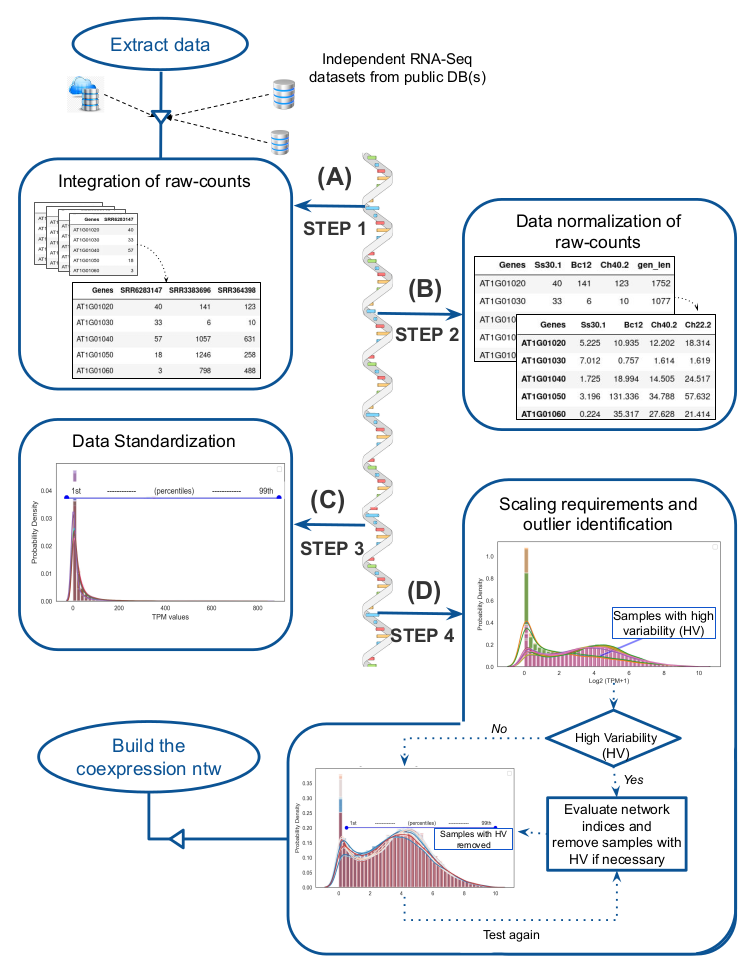 Extract data
Independent RNA-Seq
datasets from public DB(s)
Integration of raw-counts
Genes SRR6283147
AT1G01020 40
AT1G01030 33
AT1G01040 57
AT1G01050 18
AT1G01060 3
Genes SRR6283147 SRR3383696 SRR364398
AT1G01020 40 141 123
AT1G01030 33 6 10
AT1G01040 57 1057 631
AT1G01050 18 1246 258
AT1G01060 3 798 488
(A)
STEP 1
Data normalization of
raw-counts
Genes Ss30.1 Bc12 Ch40.2 gen_len
AT1G01020 40 141 123 1752
AT1G01030 33 6 10 1077
AT1G010
AT1G010
AT1G010
Genes Ss30.1 Bc12 Ch40.2 Ch22.2
AT1G01020 5.225 10.935 12.202 18.314
AT1G01030 7.012 0.757 1.614 1.619
AT1G01040 1.725 18.994 14.505 24.517
AT1G01050 3.196 131.336 34.788 57.632
AT1G01060 0.224 35.317 27.628 21.414
(B)
STEP 2
Data Standardization
1st ------------ (percentiles) ------------ 99th
Probability Density
0.04
0.03
0.02
0.01
0.00
0 200 400 600 800
TPM values
(C)
STEP 3
(D)
STEP 4
Scaling requirements and
outlier identification
Probability Density
1.0
0.8
0.6
0.4
0.2
0.0
Samples with high
variability (HV)
0 2 4 6 8 10
Log2 (TPM+1)
High Variability
(HV)
No
Yes
Evaluate network
indices and
remove samples with
HV if necessary
Probability Density
0.35
0.30
0.25
0.20
0.15
0.10
0.05
0.00
1st ------------ (percentiles) ------------ 99th
Samples with HV
removed
0 2 4 6 8 10
Test again
Build the
coexpression ntw